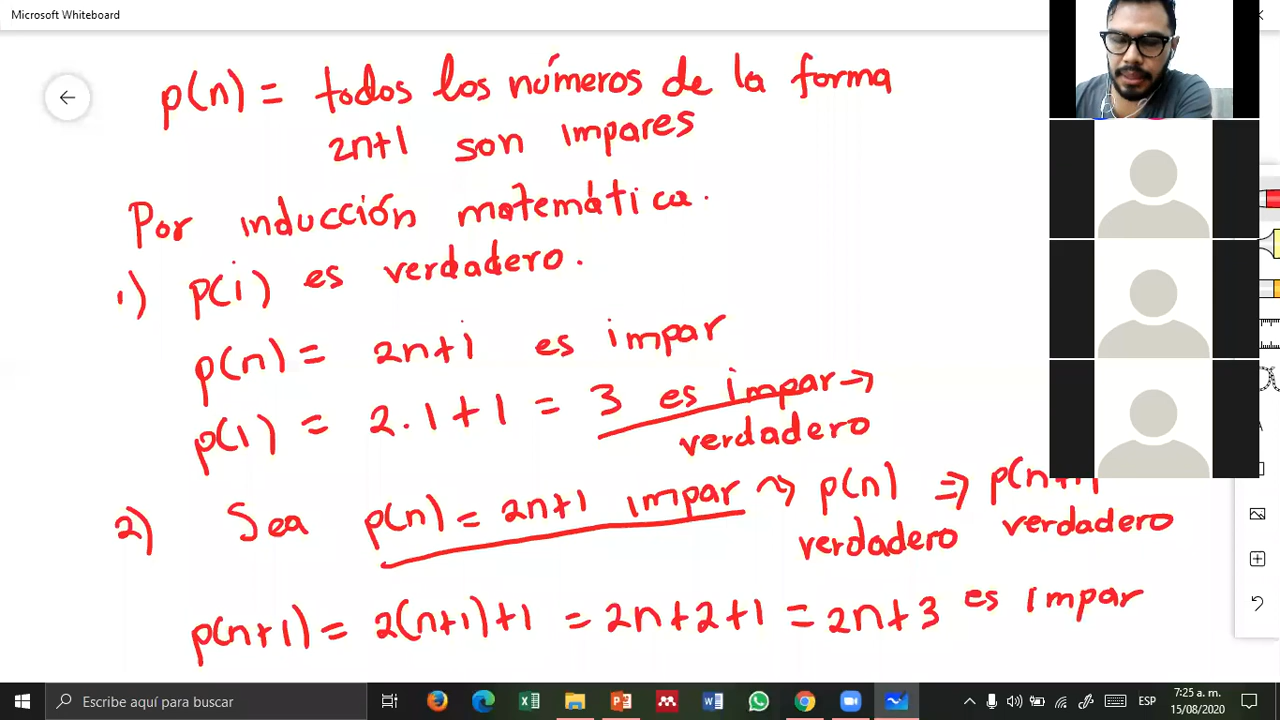 Microsoft Whiteboard
p(n) = todos los números de la forma
2n+1 son impares
Por inducción matemática.
1) p(1) es verdadero.
p(n) = 2n+1 es impar
p(1) = 2.1+1 = 3 es impar →
verdadero
2) Sea p(n) = 2n+1 impar ⇝ p(n) ⇒ p(n+1)
verdadero verdadero
p(n+1) = 2(n+1)+1 = 2n+2+1 = 2n+3 es impar
Escribe aquí para buscar
ESP
7:25 a. m.
15/08/2020